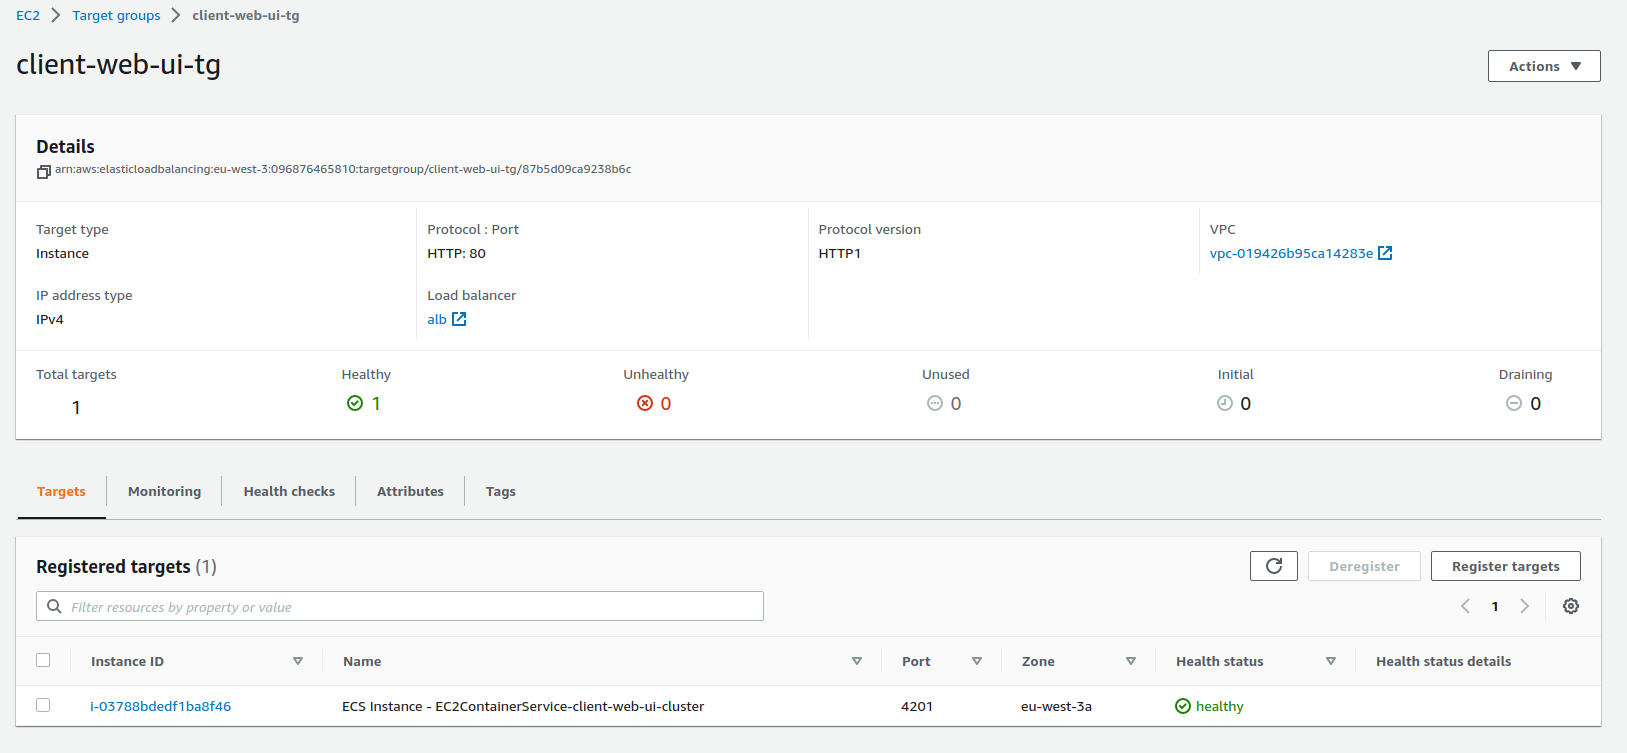 EC2 > Target groups > client-web-ui-tg
client-web-ui-tg
Actions
Details
arn:aws:elasticloadbalancing:eu-west-3:096876465810:targetgroup/client-web-ui-tg/87b5d09ca9238b6c
Target type Protocol : Port Protocol version VPC
Instance HTTP: 80 HTTP1 vpc-019426b95ca14283e
IP address type Load balancer
IPv4 alb
Total targets Healthy Unhealthy Unused Initial Draining
1 1 0 0 0 0
Targets Monitoring Health checks Attributes Tags
Registered targets (1) Deregister Register targets
Filter resources by property or value 1
Instance ID Name Port Zone Health status Health status details
i-03788bdedf1ba8f46 ECS Instance - EC2ContainerService-client-web-ui-cluster 4201 eu-west-3a healthy